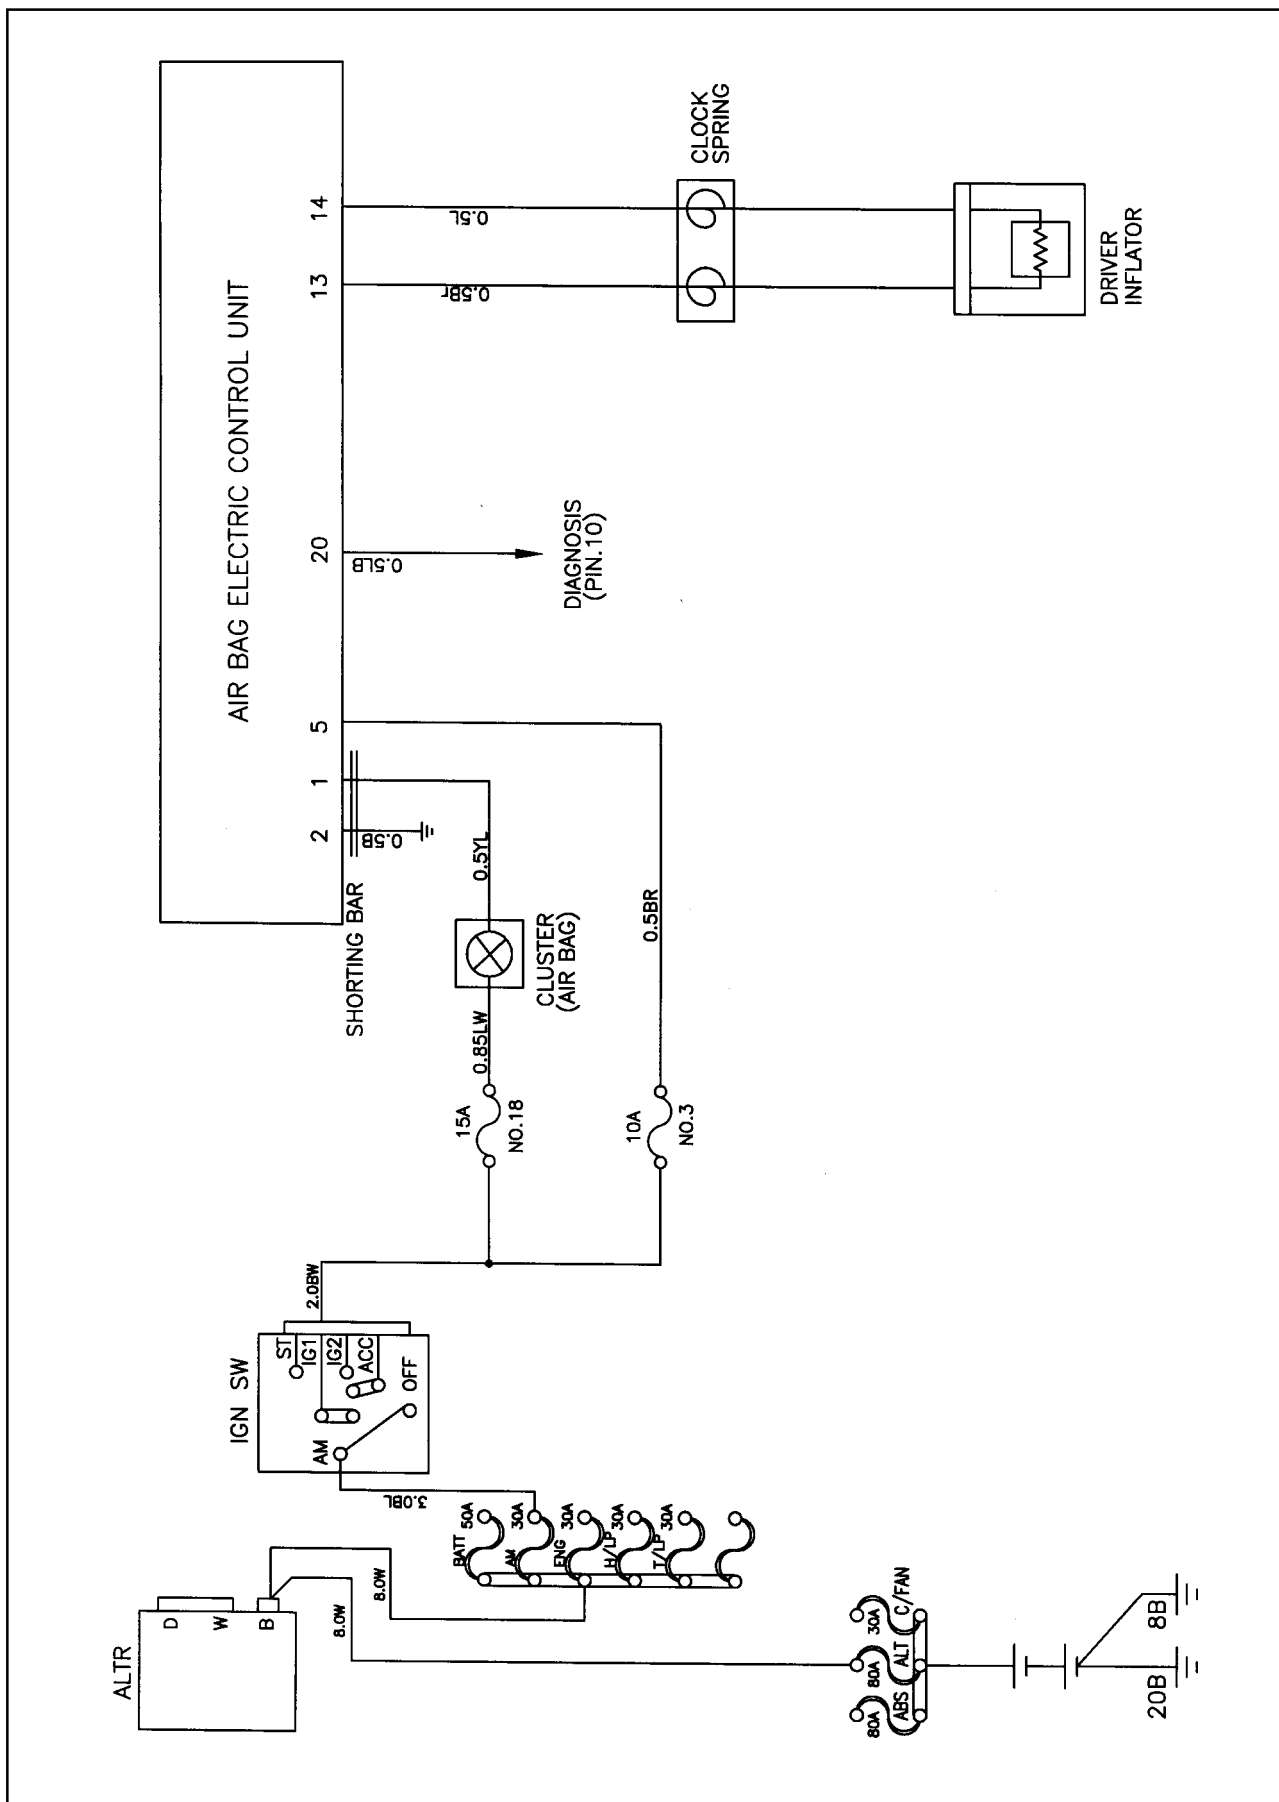 AIR BAG ELECTRIC CONTROL UNIT
2
1
5
20
13
14
SHORTING BAR
0.5B
0.5LB
0.5Br
0.5L
CLOCK
SPRING
0.5YL
CLUSTER
(AIR BAG)
0.85LW
15A
NO.18
0.5BR
10A
NO.3
DIAGNOSIS
(PIN.10)
DRIVER
INFLATOR
2.0BW
IGN SW
ST
IG1
IG2
ACC
OFF
AM
3.0BL
ALTR
D
W
B
8.0W
8.0W
BATT
50A
AM
30A
ENG
30A
H/LP
30A
T/LP
30A
80A
ABS
80A
ALT
30A
C/FAN
20B
8B